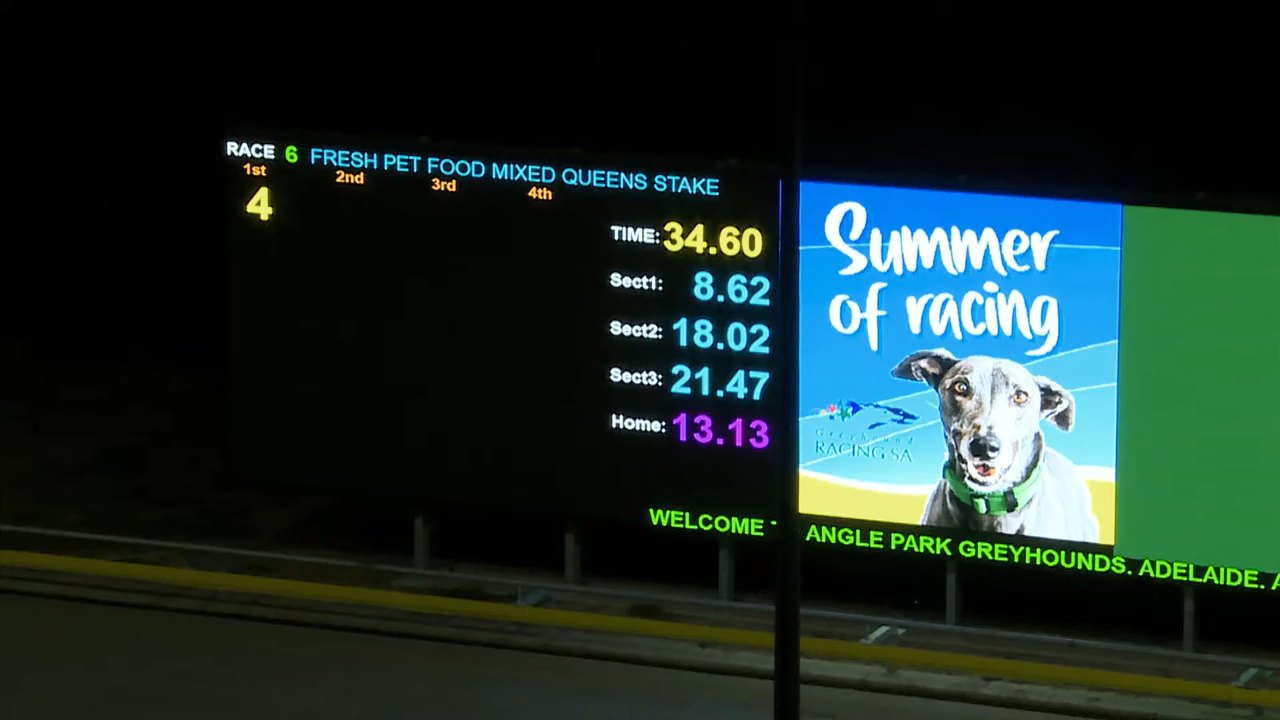 RACE 6 FRESH PET FOOD MIXED QUEENS STAKE
1st 2nd 3rd 4th
4
TIME: 34.60
Sect1: 8.62
Sect2: 18.02
Sect3: 21.47
Home: 13.13
Summer
of racing
Greyhound
RACING SA
WELCOME ANGLE PARK GREYHOUNDS. ADELAIDE.